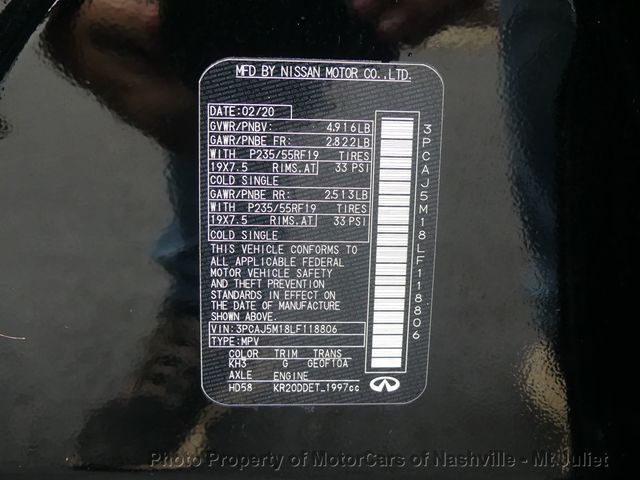 MFD BY NISSAN MOTOR CO.,LTD.
DATE:02/20
GVWR/PNBV: 4,916LB
GAWR/PNBE FR: 2,822LB
WITH P235/55RF19 TIRES
19X7.5 RIMS.AT 33 PSI
COLD SINGLE
GAWR/PNBE RR: 2,513LB
WITH P235/55RF19 TIRES
19X7.5 RIMS.AT 33 PSI
COLD SINGLE
THIS VEHICLE CONFORMS TO
ALL APPLICABLE FEDERAL
MOTOR VEHICLE SAFETY
AND THEFT PREVENTION
STANDARDS IN EFFECT ON
THE DATE OF MANUFACTURE
SHOWN ABOVE.
VIN:3PCAJ5M18LF118806
TYPE:MPV
COLOR TRIM TRANS
KH3 G GE0F10A
AXLE ENGINE
HD58 KR20DDET_1997cc
3PCAJ5M18LF118806
Photo Property of MotorCars of Nashville - Mt Juliet